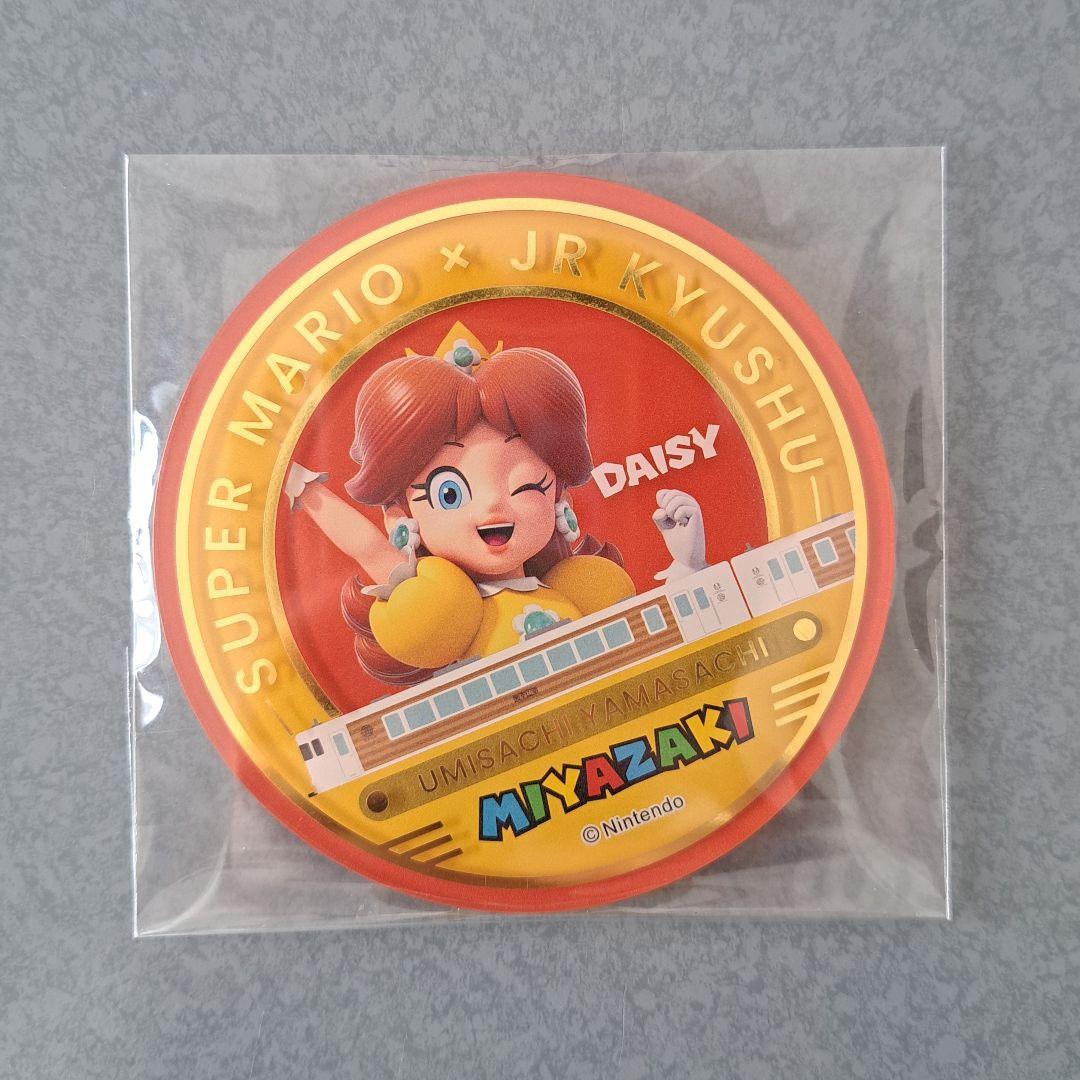 SUPER MARIO × JR KYUSHU
DAISY
UMISACHI YAMASACHI
MIYAZAKI
©Nintendo